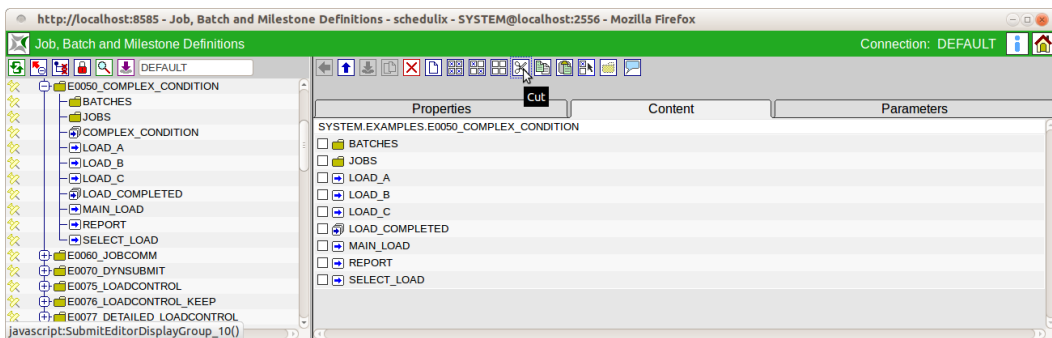 http://localhost:8585 - Job, Batch and Milestone Definitions - schedulix - SYSTEM@localhost:2556 - Mozilla Firefox
Job, Batch and Milestone Definitions
Connection: DEFAULT
DEFAULT
E0050_COMPLEX_CONDITION
BATCHES
JOBS
COMPLEX_CONDITION
LOAD_A
LOAD_B
LOAD_C
LOAD_COMPLETED
MAIN_LOAD
REPORT
SELECT_LOAD
E0060_JOBCOMM
E0070_DYNSUBMIT
E0075_LOADCONTROL
E0076_LOADCONTROL_KEEP
E0077_DETAILED_LOADCONTROL
javascript:SubmitEditorDisplayGroup_10()
Cut
Properties
Content
Parameters
SYSTEM.EXAMPLES.E0050_COMPLEX_CONDITION
BATCHES
JOBS
LOAD_A
LOAD_B
LOAD_C
LOAD_COMPLETED
MAIN_LOAD
REPORT
SELECT_LOAD